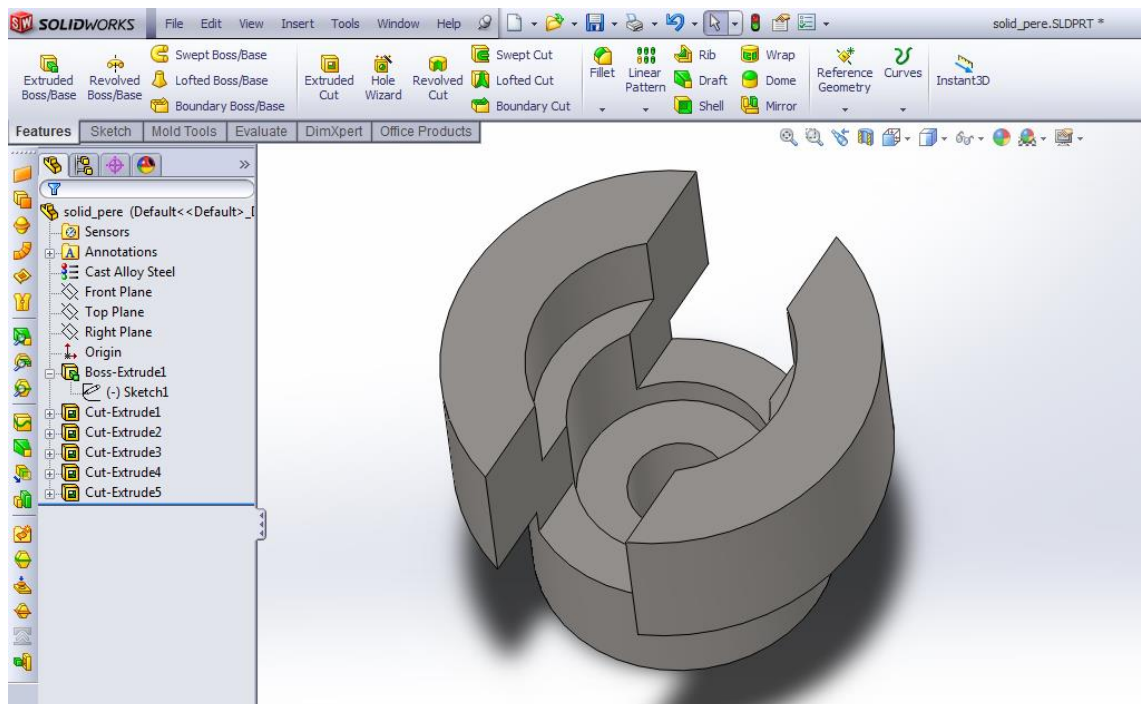 SOLIDWORKS File Edit View Insert Tools Window Help solid_pere.SLDPRT *
Extruded Boss/Base
Revolved Boss/Base
Swept Boss/Base
Lofted Boss/Base
Boundary Boss/Base
Extruded Cut
Hole Wizard
Revolved Cut
Swept Cut
Lofted Cut
Boundary Cut
Fillet
Linear Pattern
Rib
Draft
Shell
Wrap
Dome
Mirror
Reference Geometry
Curves
Instant3D
Features Sketch Mold Tools Evaluate DimXpert Office Products
solid_pere (Default<<Default>_
Sensors
Annotations
Cast Alloy Steel
Front Plane
Top Plane
Right Plane
Origin
Boss-Extrude1
(-) Sketch1
Cut-Extrude1
Cut-Extrude2
Cut-Extrude3
Cut-Extrude4
Cut-Extrude5